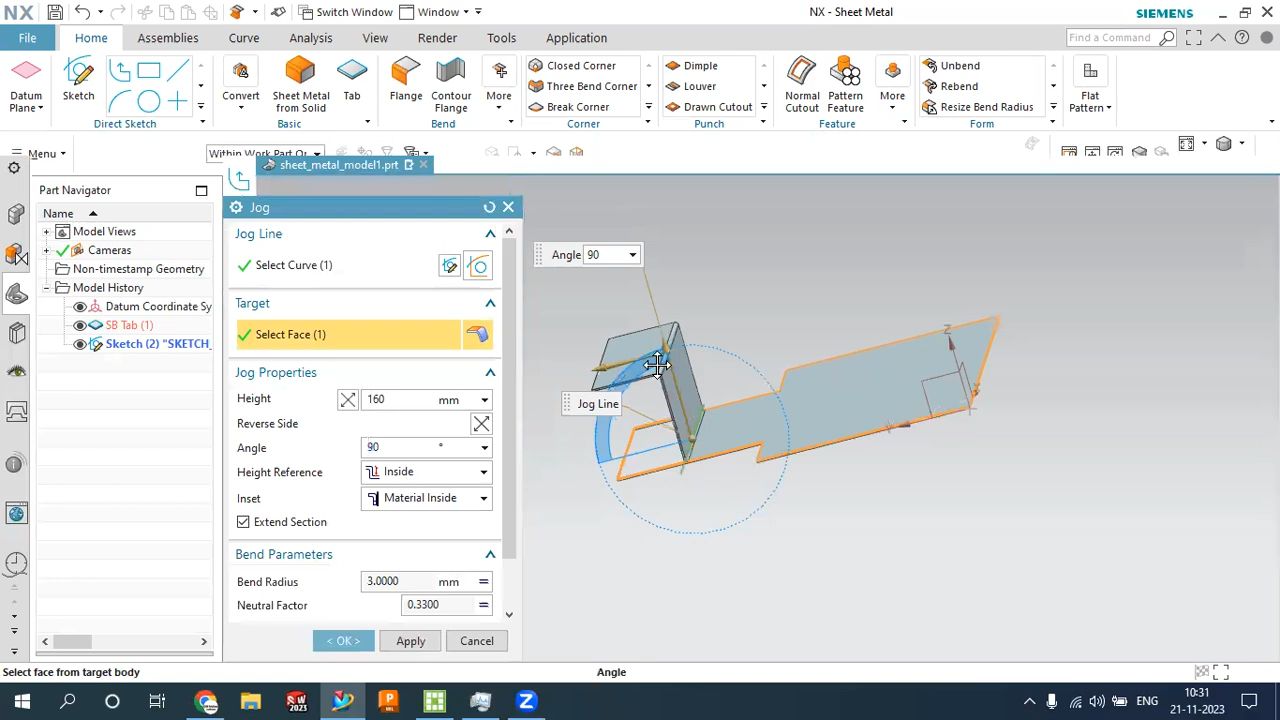 NX
Switch Window
Window
NX - Sheet Metal
SIEMENS
File
Home
Assemblies
Curve
Analysis
View
Render
Tools
Application
Find a Command
Datum
Plane
Sketch
Direct Sketch
Convert
Sheet Metal
from Solid
Tab
Basic
Flange
Contour
Flange
More
Bend
Closed Corner
Three Bend Corner
Break Corner
Corner
Dimple
Louver
Drawn Cutout
Punch
Normal
Cutout
Pattern
Feature
More
Feature
Unbend
Rebend
Resize Bend Radius
Form
Flat
Pattern
Menu
Within Work Part Or
sheet_metal_model1.prt
Part Navigator
Name
Model Views
Cameras
Non-timestamp Geometry
Model History
Datum Coordinate Sy
SB Tab (1)
Sketch (2) "SKETCH_
Jog
Jog Line
Select Curve (1)
Target
Select Face (1)
Jog Properties
Height
160
mm
Reverse Side
Angle
90
°
Height Reference
Inside
Inset
Material Inside
Extend Section
Bend Parameters
Bend Radius
3.0000
mm
Neutral Factor
0.3300
< OK >
Apply
Cancel
Angle
90
Jog Line
Z
Select face from target body
Angle
ENG
10:31
21-11-2023